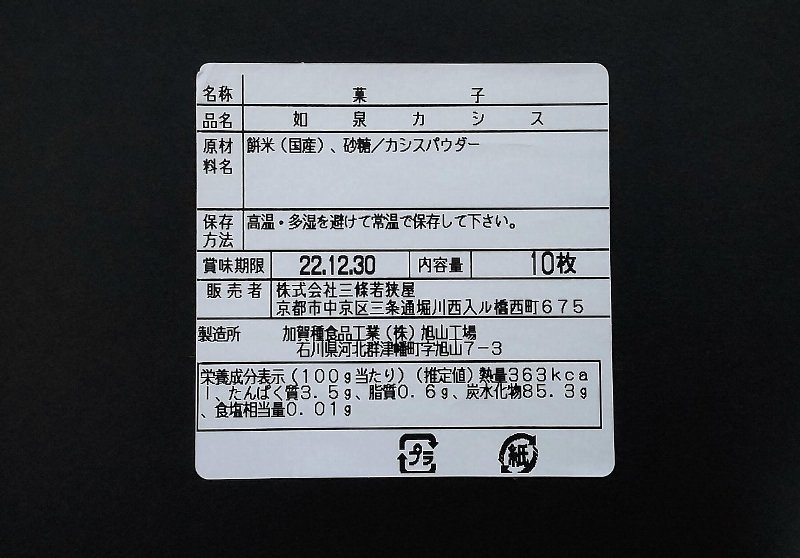 名称 菓子
品名 如泉カシス
原材料名 餅米（国産）、砂糖／カシスパウダー
保存方法 高温・多湿を避けて常温で保存して下さい。
賞味期限 22.12.30 内容量 10枚
販売者 株式会社三條若狭屋
京都市中京区三条通堀川西入ル橋西町675
製造所 加賀種食品工業（株）旭山工場
石川県河北群津幡町字旭山7-3
栄養成分表示（100g当たり）（推定値）熱量363kca
l、たんぱく質3.5g、脂質0.6g、炭水化物85.3g
、食塩相当量0.01g
プラ 紙